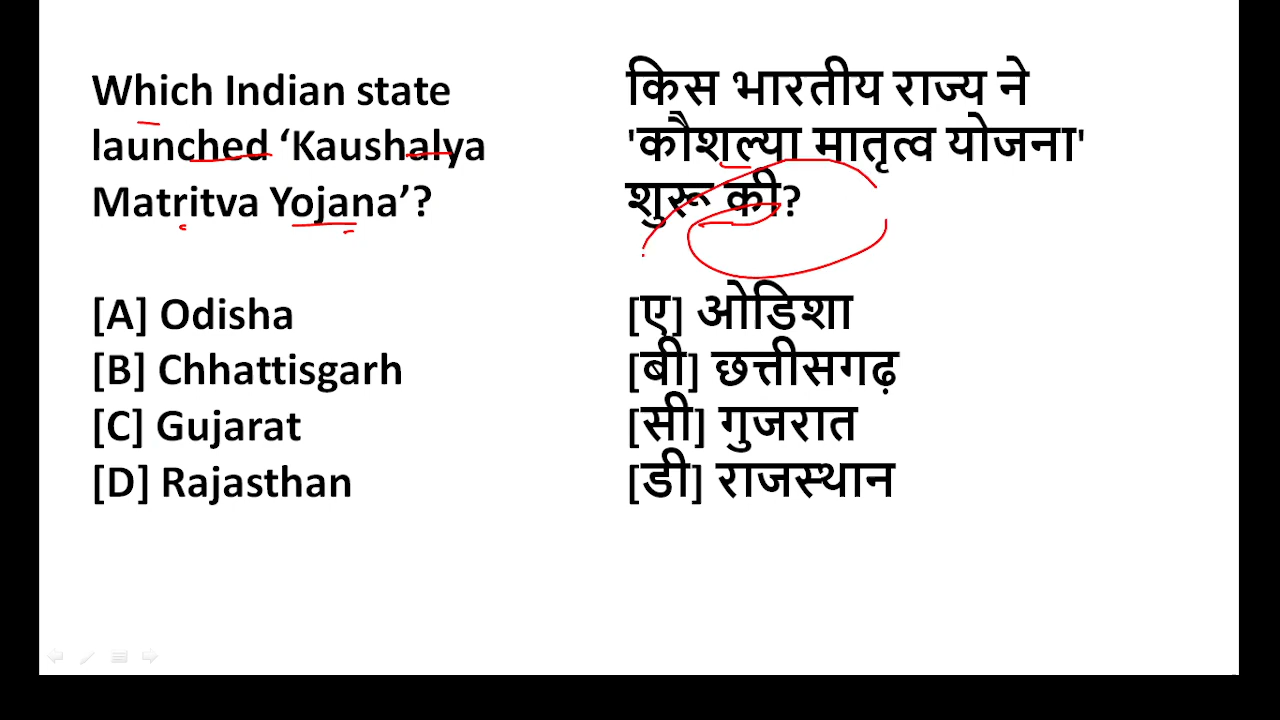 Which Indian state
launched ‘Kaushalya
Matritva Yojana’?
[A] Odisha
[B] Chhattisgarh
[C] Gujarat
[D] Rajasthan
किस भारतीय राज्य ने
'कौशल्या मातृत्व योजना'
शुरू की?
[ए] ओडिशा
[बी] छत्तीसगढ़
[सी] गुजरात
[डी] राजस्थान